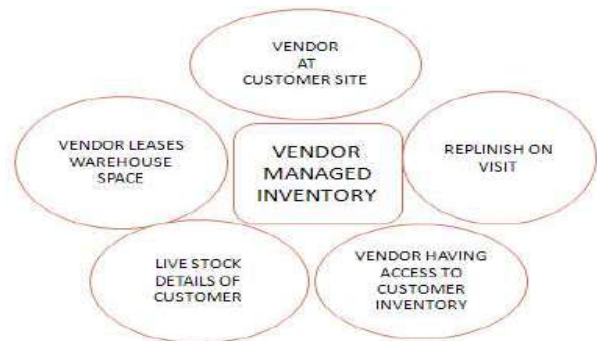 VENDOR
AT
CUSTOMER SITE
VENDOR LEASES
WAREHOUSE
SPACE
VENDOR
MANAGED
INVENTORY
REPLINISH ON
VISIT
LIVE STOCK
DETAILS OF
CUSTOMER
VENDOR HAVING
ACCESS TO
CUSTOMER
INVENTORY